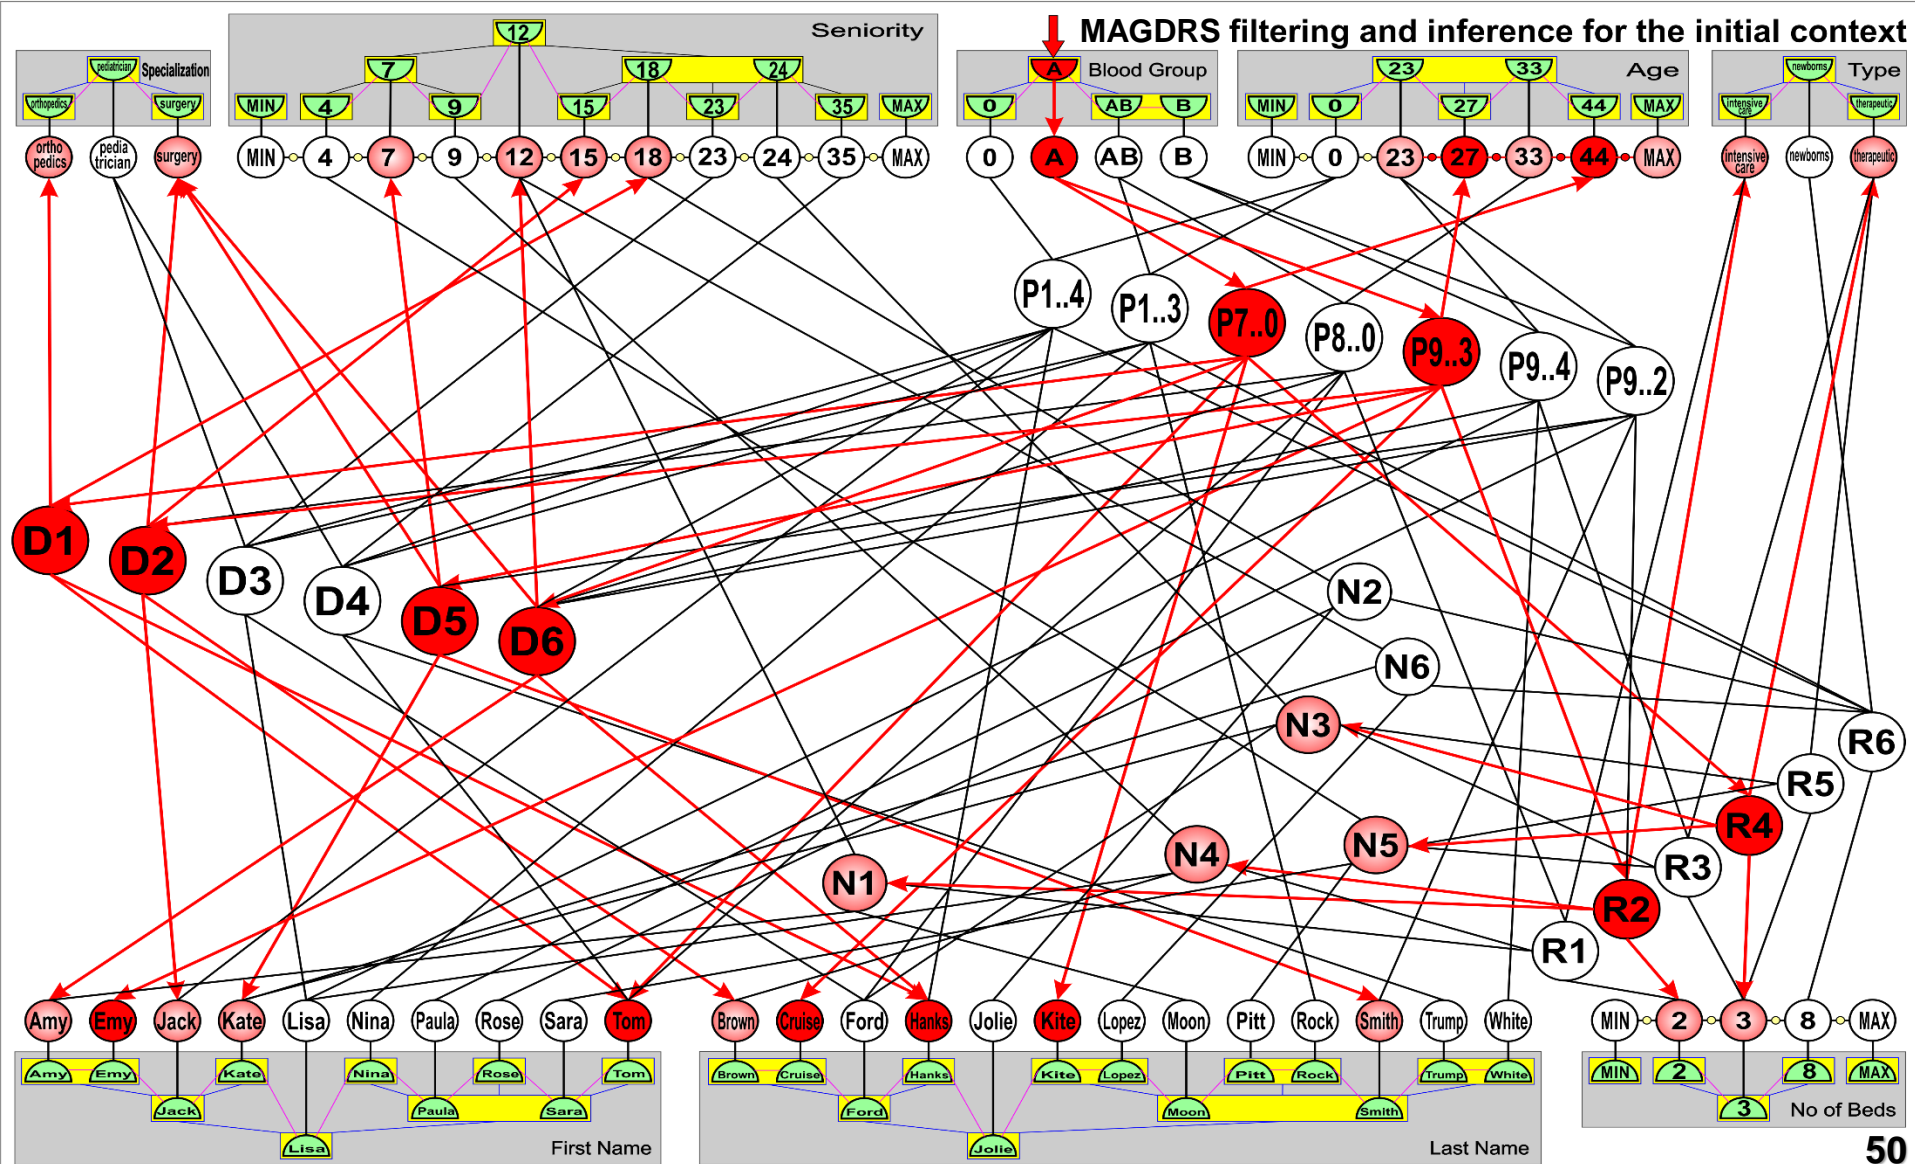 MAGDRS filtering and inference for the initial context
12
Seniority
pediatrician
Specialization
7
18
24
A
Blood Group
23
33
Age
newborns
Type
orthopedics
surgery
MIN
4
9
15
23
35
MAX
0
AB
B
MIN
0
27
44
MAX
intensive
care
therapeutic
ortho
pedics
pedia
trician
surgery
MIN
4
7
9
12
15
18
23
24
35
MAX
0
A
AB
B
MIN
0
23
27
33
44
MAX
intensive
care
newborns
therapeutic
P1..4
P1..3
P7..0
P8..0
P9..3
P9..4
P9..2
D1
D2
D3
D4
D5
D6
N2
N6
N3
R6
R5
R4
N5
N4
R3
N1
R2
R1
Amy
Emy
Jack
Kate
Lisa
Nina
Paula
Rose
Sara
Tom
Brown
Cruise
Ford
Hanks
Jolie
Kite
Lopez
Moon
Pitt
Rock
Smith
Trump
White
MIN
2
3
8
MAX
Amy
Emy
Kate
Nina
Rose
Tom
Brown
Cruise
Hanks
Kite
Lopez
Pitt
Rock
Trump
White
MIN
2
8
MAX
Jack
Paula
Sara
Ford
Moon
Smith
3
No of Beds
Lisa
First Name
Jolie
Last Name
50